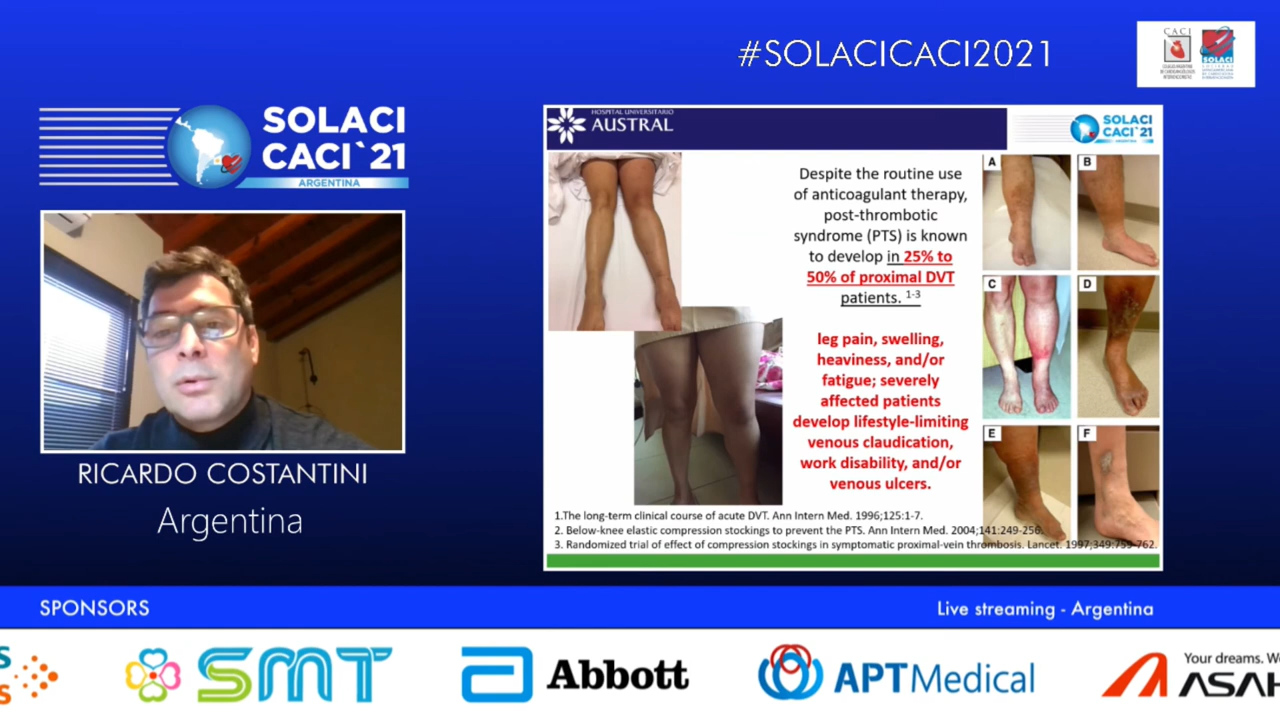 #SOLACICACI2021
CACI
SOLACI
SOLACI
CACI`21
ARGENTINA
HOSPITAL UNIVERSITARIO
AUSTRAL
SOLACI
CACI`21
ARGENTINA
Despite the routine use
of anticoagulant therapy,
post-thrombotic
syndrome (PTS) is known
to develop in 25% to
50% of proximal DVT
patients. 1-3
leg pain, swelling,
heaviness, and/or
fatigue; severely
affected patients
develop lifestyle-limiting
venous claudication,
work disability, and/or
venous ulcers.
A
B
C
D
E
F
1.The long-term clinical course of acute DVT. Ann Intern Med. 1996;125:1-7.
2. Below-knee elastic compression stockings to prevent the PTS. Ann Intern Med. 2004;141:249-256.
3. Randomized trial of effect of compression stockings in symptomatic proximal-vein thrombosis. Lancet. 1997;349:759-762.
RICARDO COSTANTINI
Argentina
SPONSORS
Live streaming - Argentina
S
S
SMT
Abbott
APTMedical
Your dreams. We
ASAH